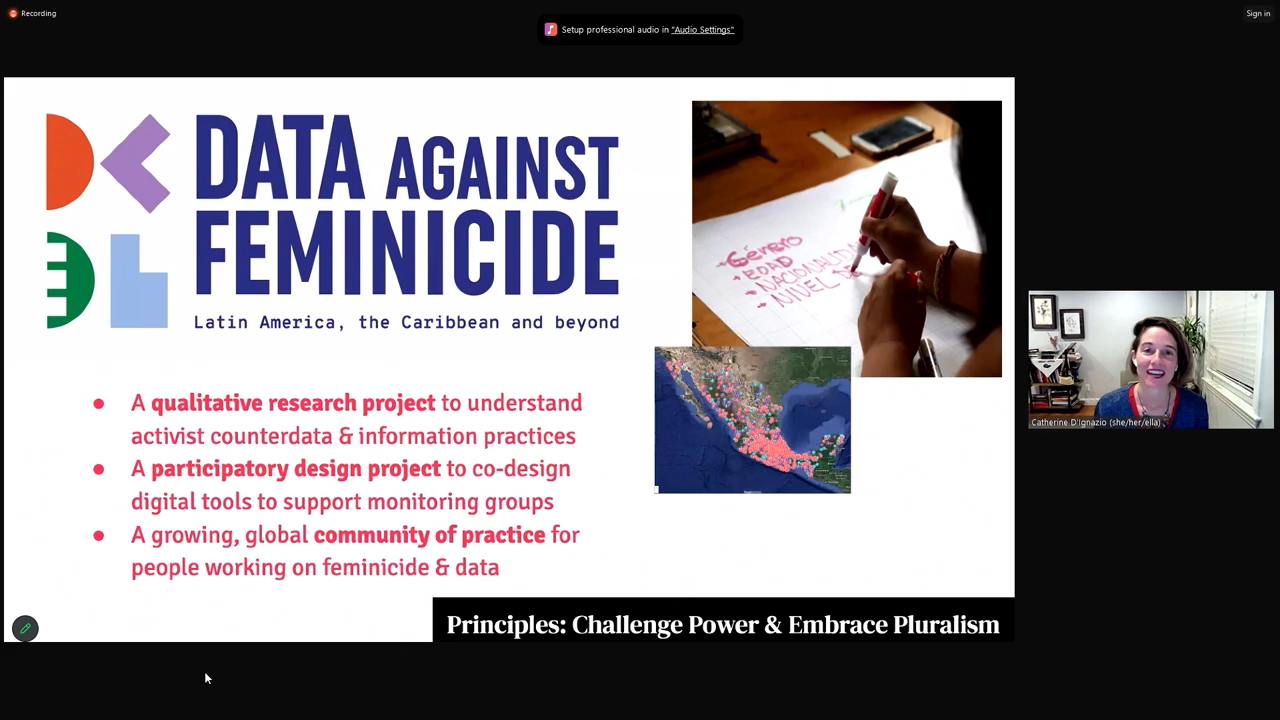 Recording
Setup professional audio in "Audio Settings"
Sign in
DATA AGAINST
FEMINICIDE
Latin America, the Caribbean and beyond
Género
EDAD
NACIONALIDA
NIVEL DE
● A qualitative research project to understand
activist counterdata & information practices
● A participatory design project to co-design
digital tools to support monitoring groups
● A growing, global community of practice for
people working on feminicide & data
Principles: Challenge Power & Embrace Pluralism
Catherine D'Ignazio (she/her/ella)